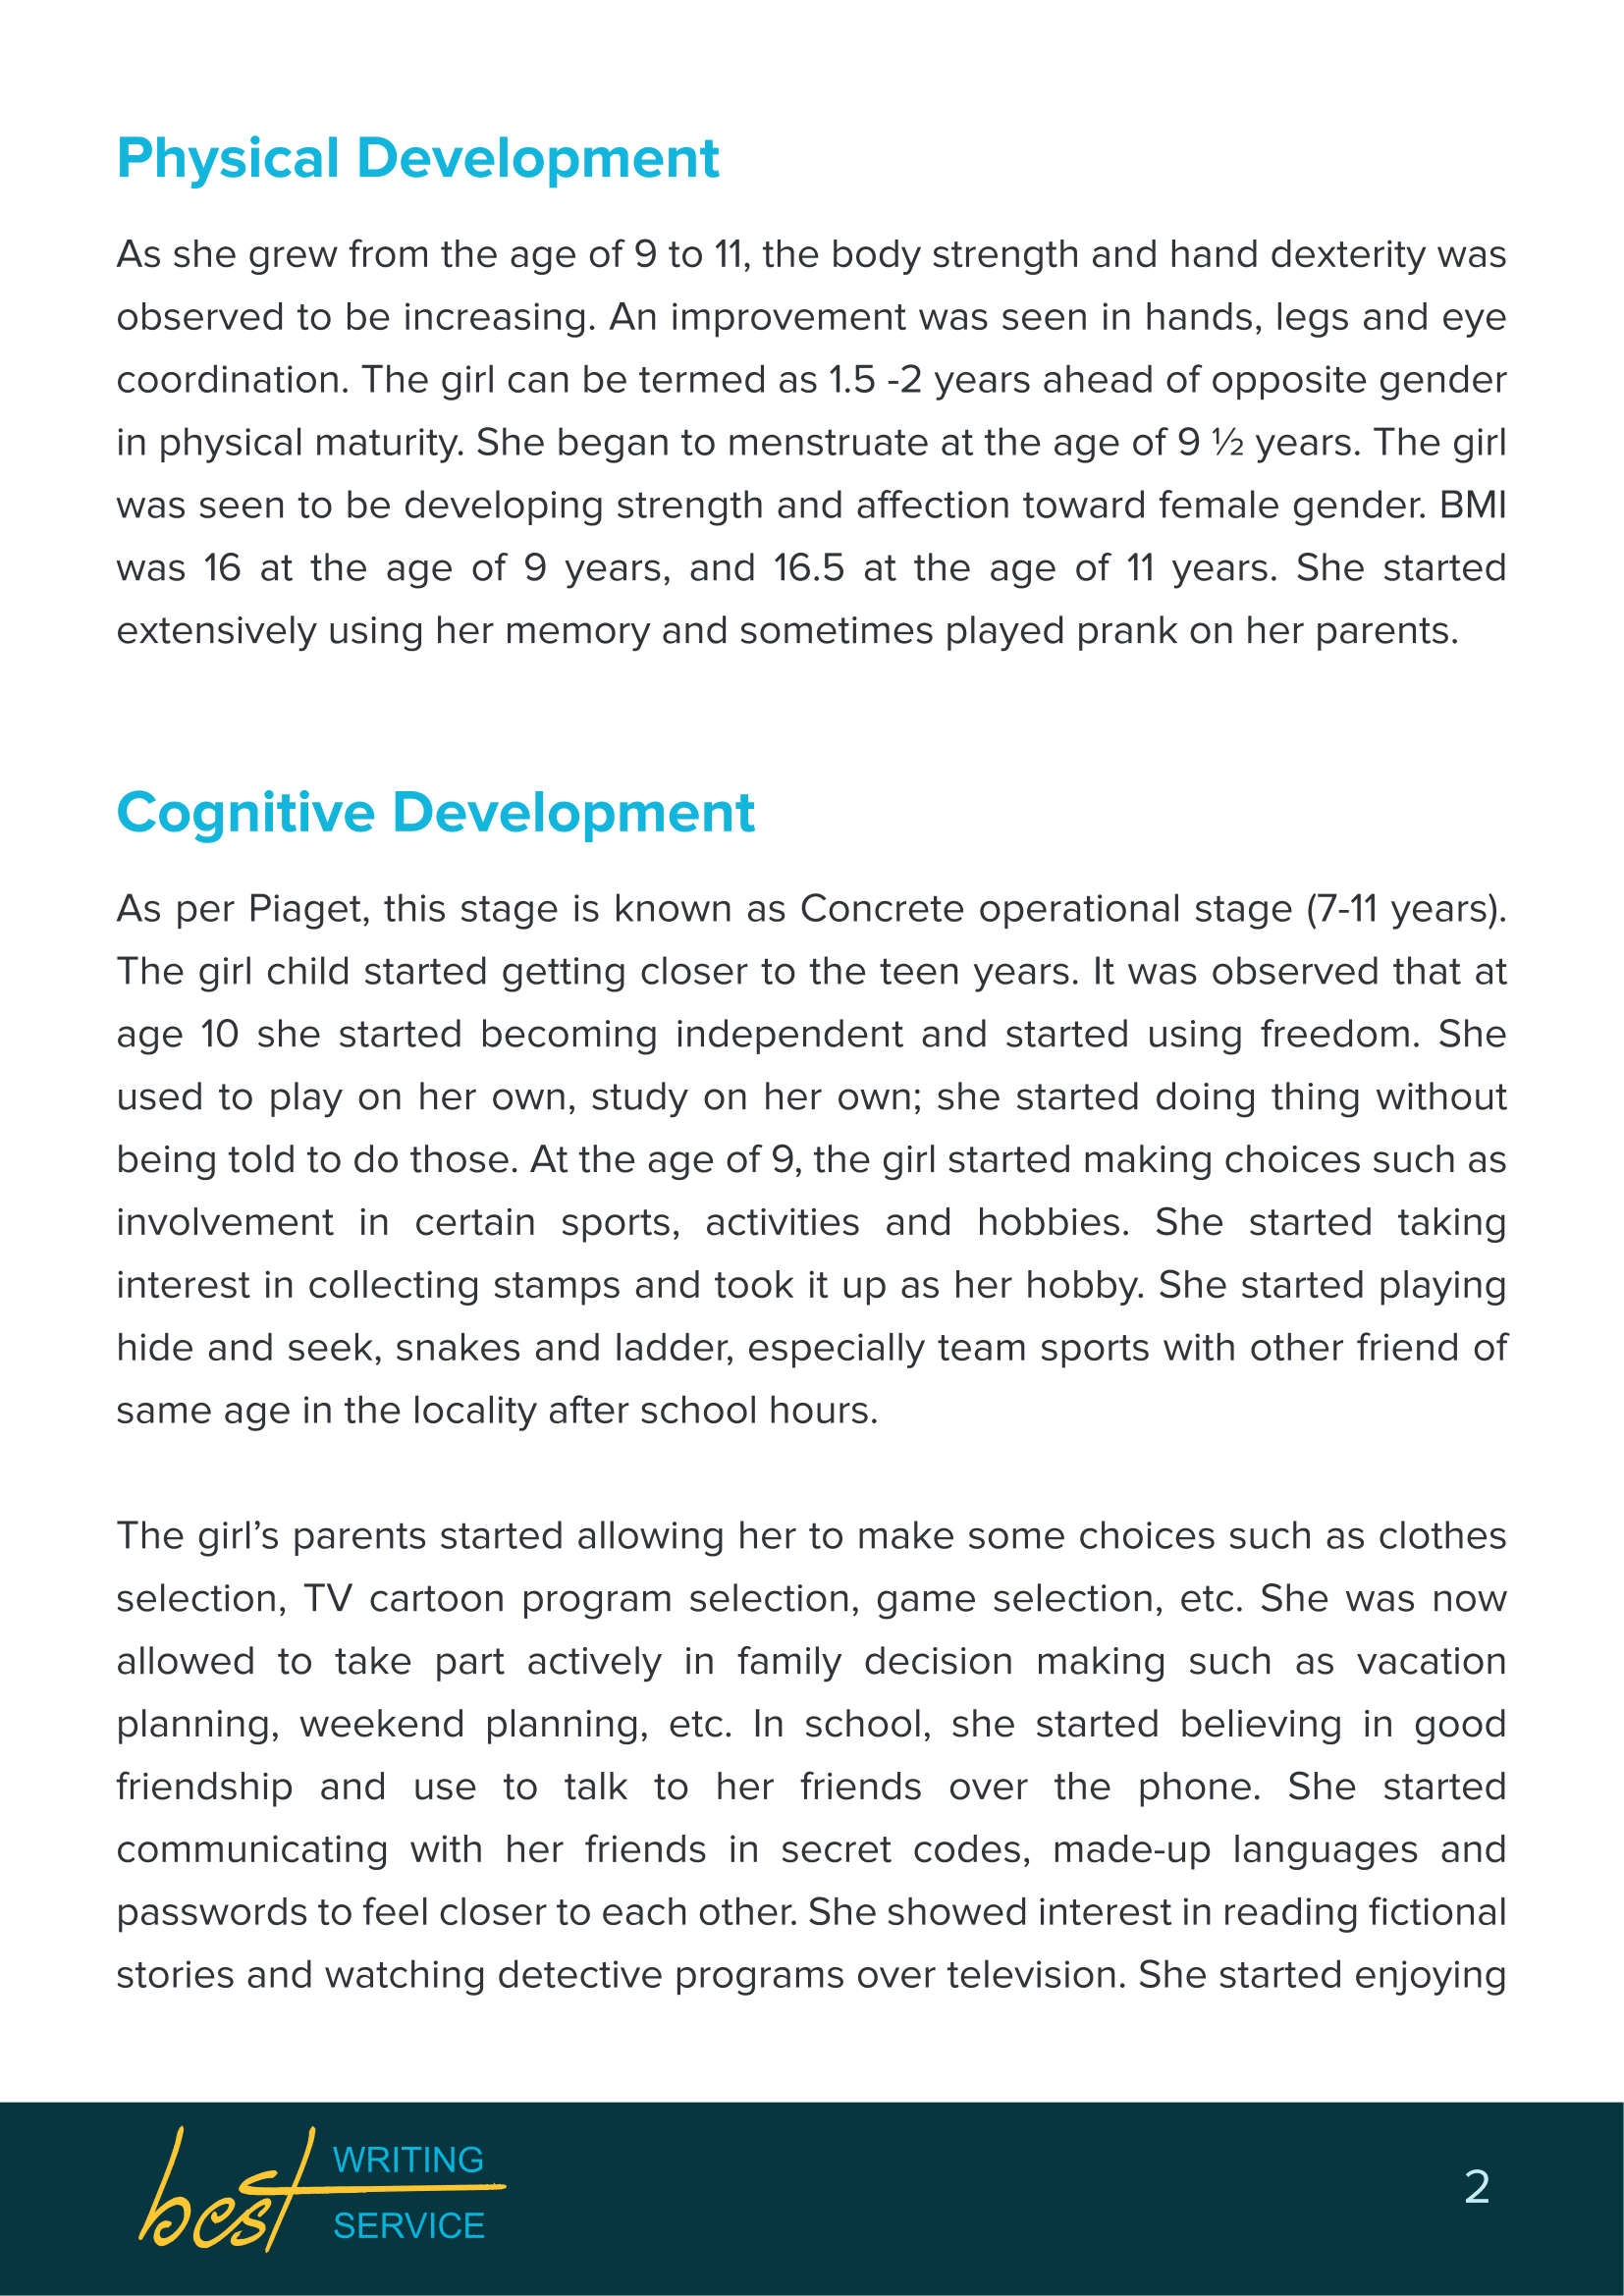 Physical Development
As she grew from the age of 9 to 11, the body strength and hand dexterity was
observed to be increasing. An improvement was seen in hands, legs and eye
coordination. The girl can be termed as 1.5 -2 years ahead of opposite gender
in physical maturity. She began to menstruate at the age of 9 ½ years. The girl
was seen to be developing strength and affection toward female gender. BMI
was 16 at the age of 9 years, and 16.5 at the age of 11 years. She started
extensively using her memory and sometimes played prank on her parents.
Cognitive Development
As per Piaget, this stage is known as Concrete operational stage (7-11 years).
The girl child started getting closer to the teen years. It was observed that at
age 10 she started becoming independent and started using freedom. She
used to play on her own, study on her own; she started doing thing without
being told to do those. At the age of 9, the girl started making choices such as
involvement in certain sports, activities and hobbies. She started taking
interest in collecting stamps and took it up as her hobby. She started playing
hide and seek, snakes and ladder, especially team sports with other friend of
same age in the locality after school hours.
The girl’s parents started allowing her to make some choices such as clothes
selection, TV cartoon program selection, game selection, etc. She was now
allowed to take part actively in family decision making such as vacation
planning, weekend planning, etc. In school, she started believing in good
friendship and use to talk to her friends over the phone. She started
communicating with her friends in secret codes, made-up languages and
passwords to feel closer to each other. She showed interest in reading fictional
stories and watching detective programs over television. She started enjoying
best WRITING SERVICE
2